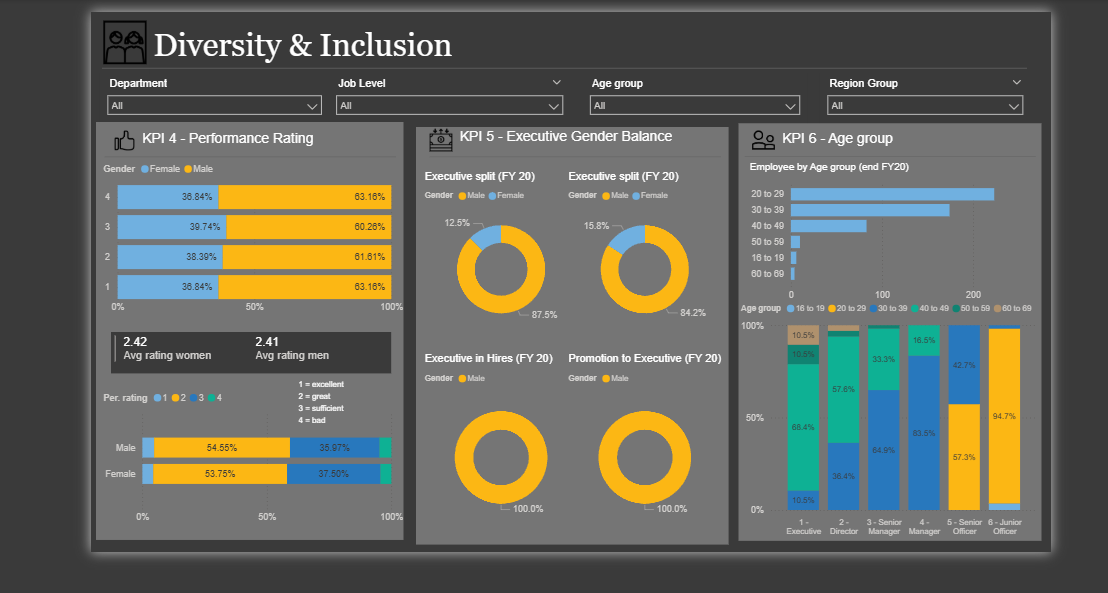 Diversity & Inclusion
Department
Job Level
Age group
Region Group
All
All
All
All
KPI 4 - Performance Rating
Gender Female Male
4 36.84% 63.16%
3 39.74% 60.26%
2 38.39% 61.61%
1 36.84% 63.16%
0% 50% 100%
2.42
Avg rating women
2.41
Avg rating men
1 = excellent
2 = great
3 = sufficient
4 = bad
Per. rating 1 2 3 4
Male 54.55% 35.97%
Female 53.75% 37.50%
0% 50% 100%
KPI 5 - Executive Gender Balance
Executive split (FY 20)
Gender Male Female
12.5%
87.5%
Executive split (FY 20)
Gender Male Female
15.8%
84.2%
Executive in Hires (FY 20)
Gender Male
100.0%
Promotion to Executive (FY 20)
Gender Male
100.0%
KPI 6 - Age group
Employee by Age group (end FY20)
20 to 29
30 to 39
40 to 49
50 to 59
16 to 19
60 to 69
0 100 200
Age group 16 to 19 20 to 29 30 to 39 40 to 49 50 to 59 60 to 69
100%
50%
0%
10.5%
10.5%
68.4%
10.5%
57.6%
36.4%
33.3%
64.9%
16.5%
83.5%
42.7%
57.3%
94.7%
1 -
Executive
2 -
Director
3 - Senior
Manager
4 -
Manager
5 - Senior
Officer
6 - Junior
Officer